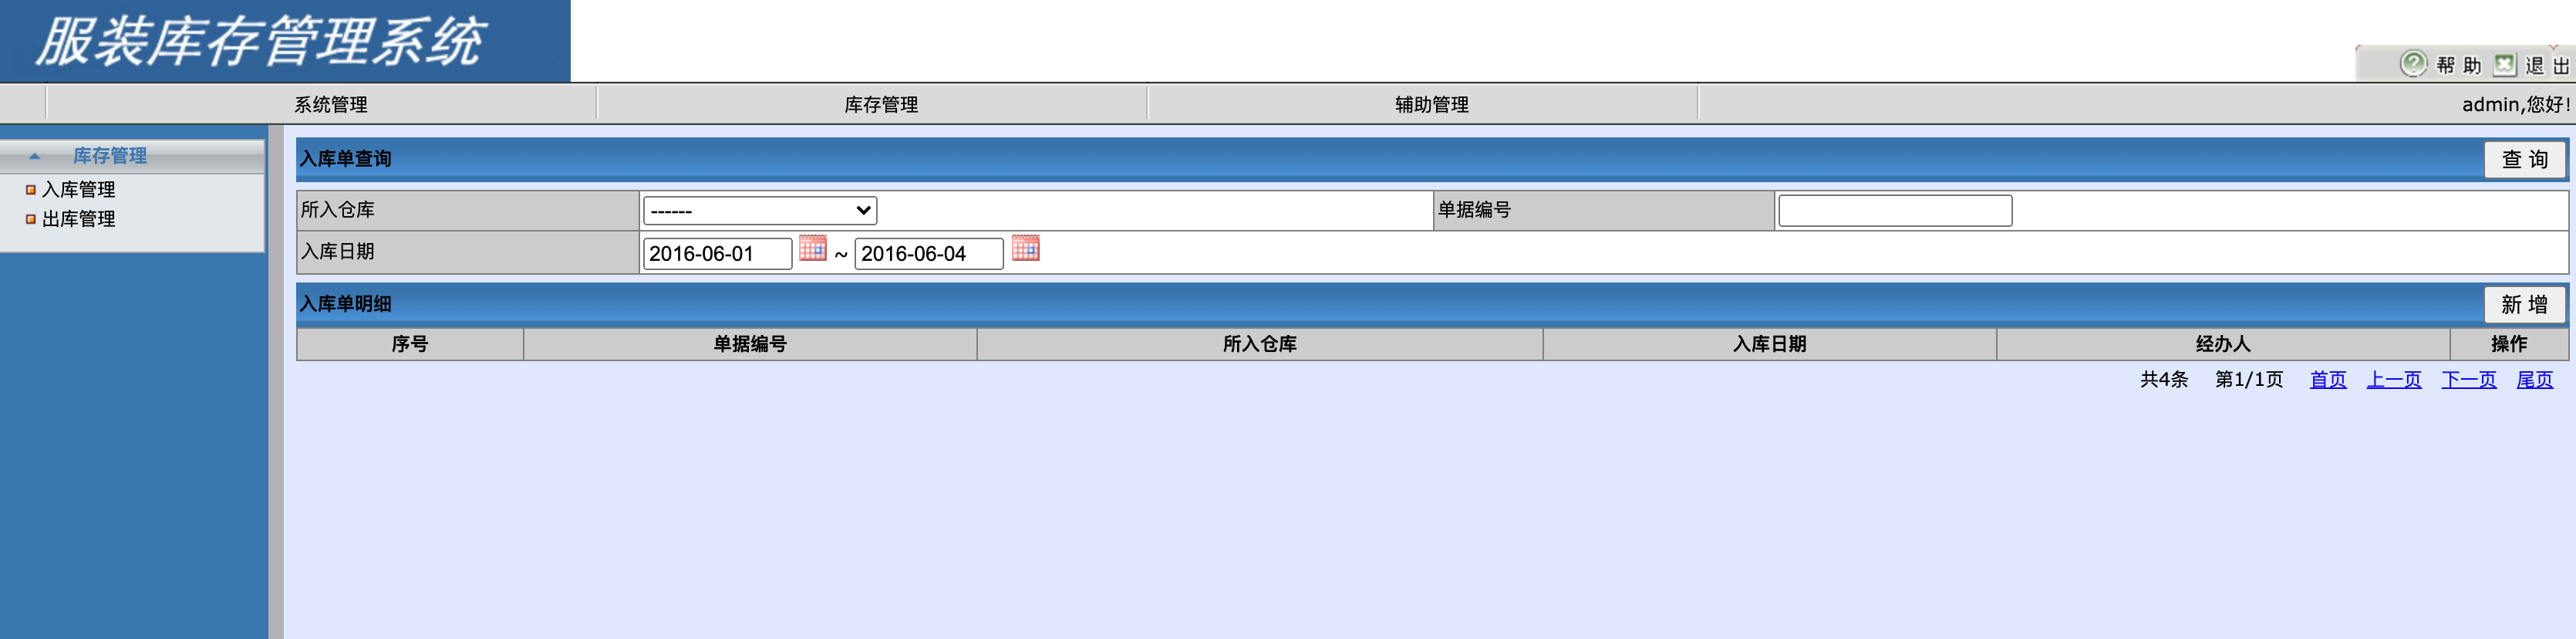 服装库存管理系统
帮 助 退 出
系统管理 库存管理 辅助管理 admin,您好!
库存管理
入库管理
出库管理
入库单查询 查 询
所入仓库 ------ 单据编号
入库日期 2016-06-01 ~ 2016-06-04
入库单明细 新 增
序号 单据编号 所入仓库 入库日期 经办人 操作
共4条 第1/1页 首页 上一页 下一页 尾页